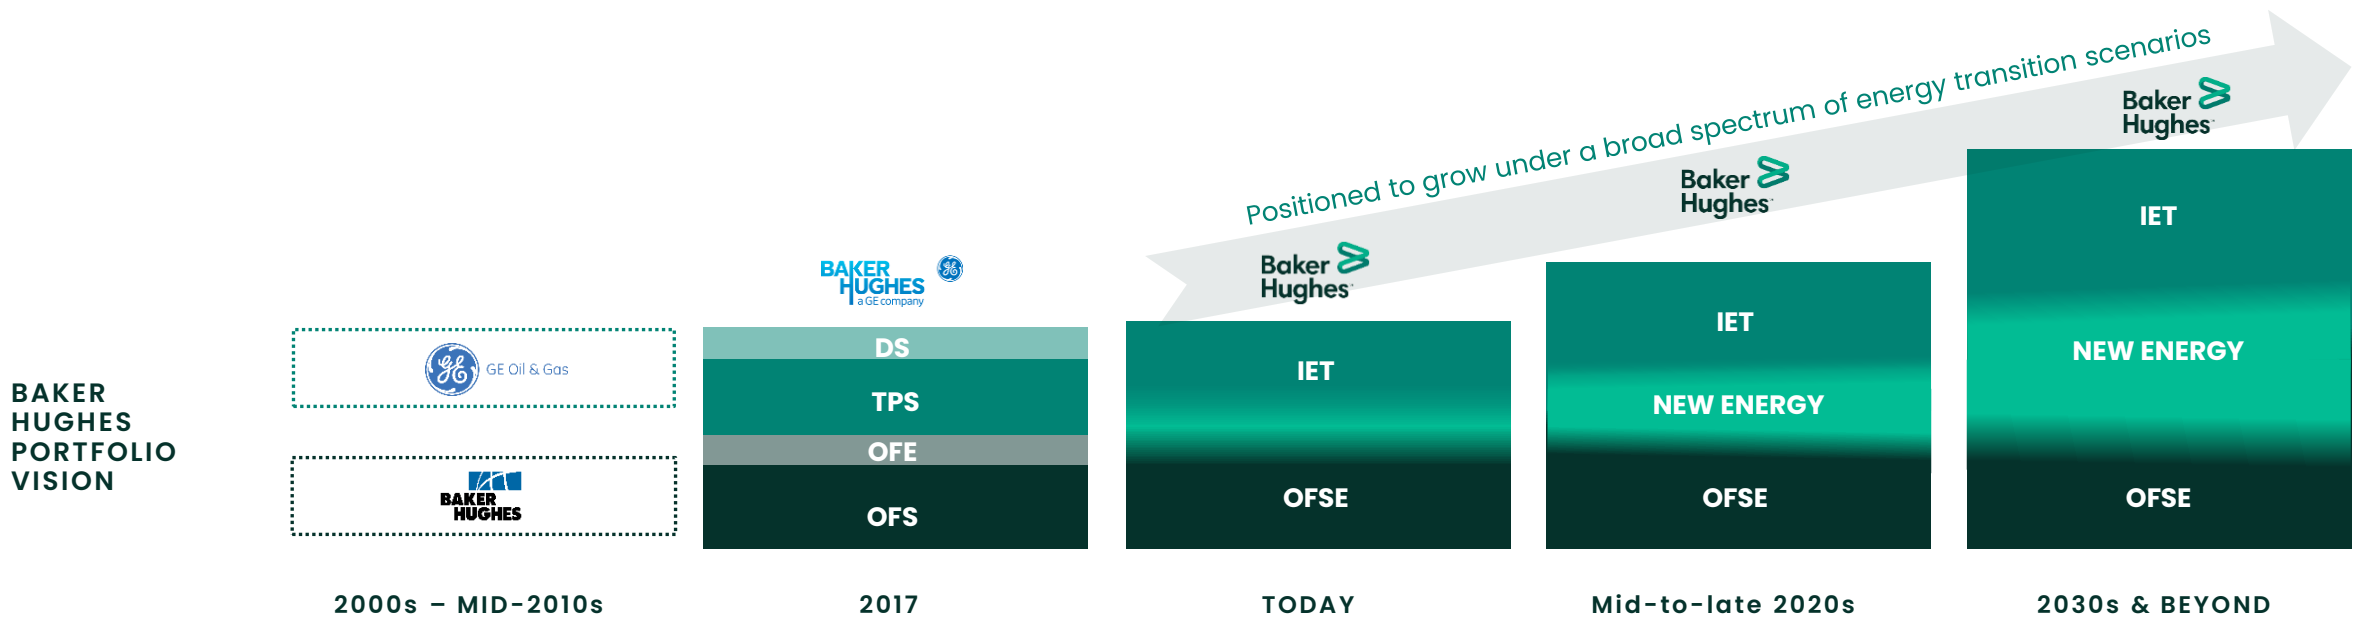 Positioned to grow under a broad spectrum of energy transition scenarios
BAKER
HUGHES
PORTFOLIO
VISION
GE
GE Oil & Gas
BAKER
HUGHES
2000s – MID-2010s
BAKER
HUGHES
a GE company
GE
DS
TPS
OFE
OFS
2017
Baker
Hughes
IET
OFSE
TODAY
Baker
Hughes
IET
NEW ENERGY
OFSE
Mid-to-late 2020s
Baker
Hughes
IET
NEW ENERGY
OFSE
2030s & BEYOND